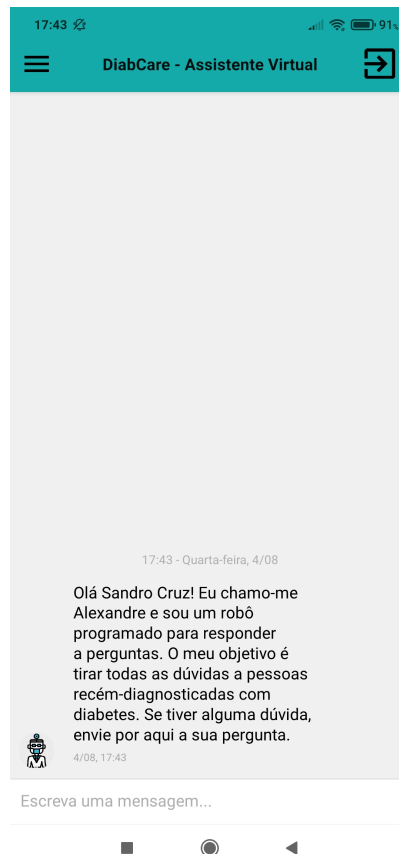 17:43 91%
DiabCare - Assistente Virtual
17:43 - Quarta-feira, 4/08
Olá Sandro Cruz! Eu chamo-me
Alexandre e sou um robô
programado para responder
a perguntas. O meu objetivo é
tirar todas as dúvidas a pessoas
recém-diagnosticadas com
diabetes. Se tiver alguma dúvida,
envie por aqui a sua pergunta.
4/08, 17:43
Escreva uma mensagem...